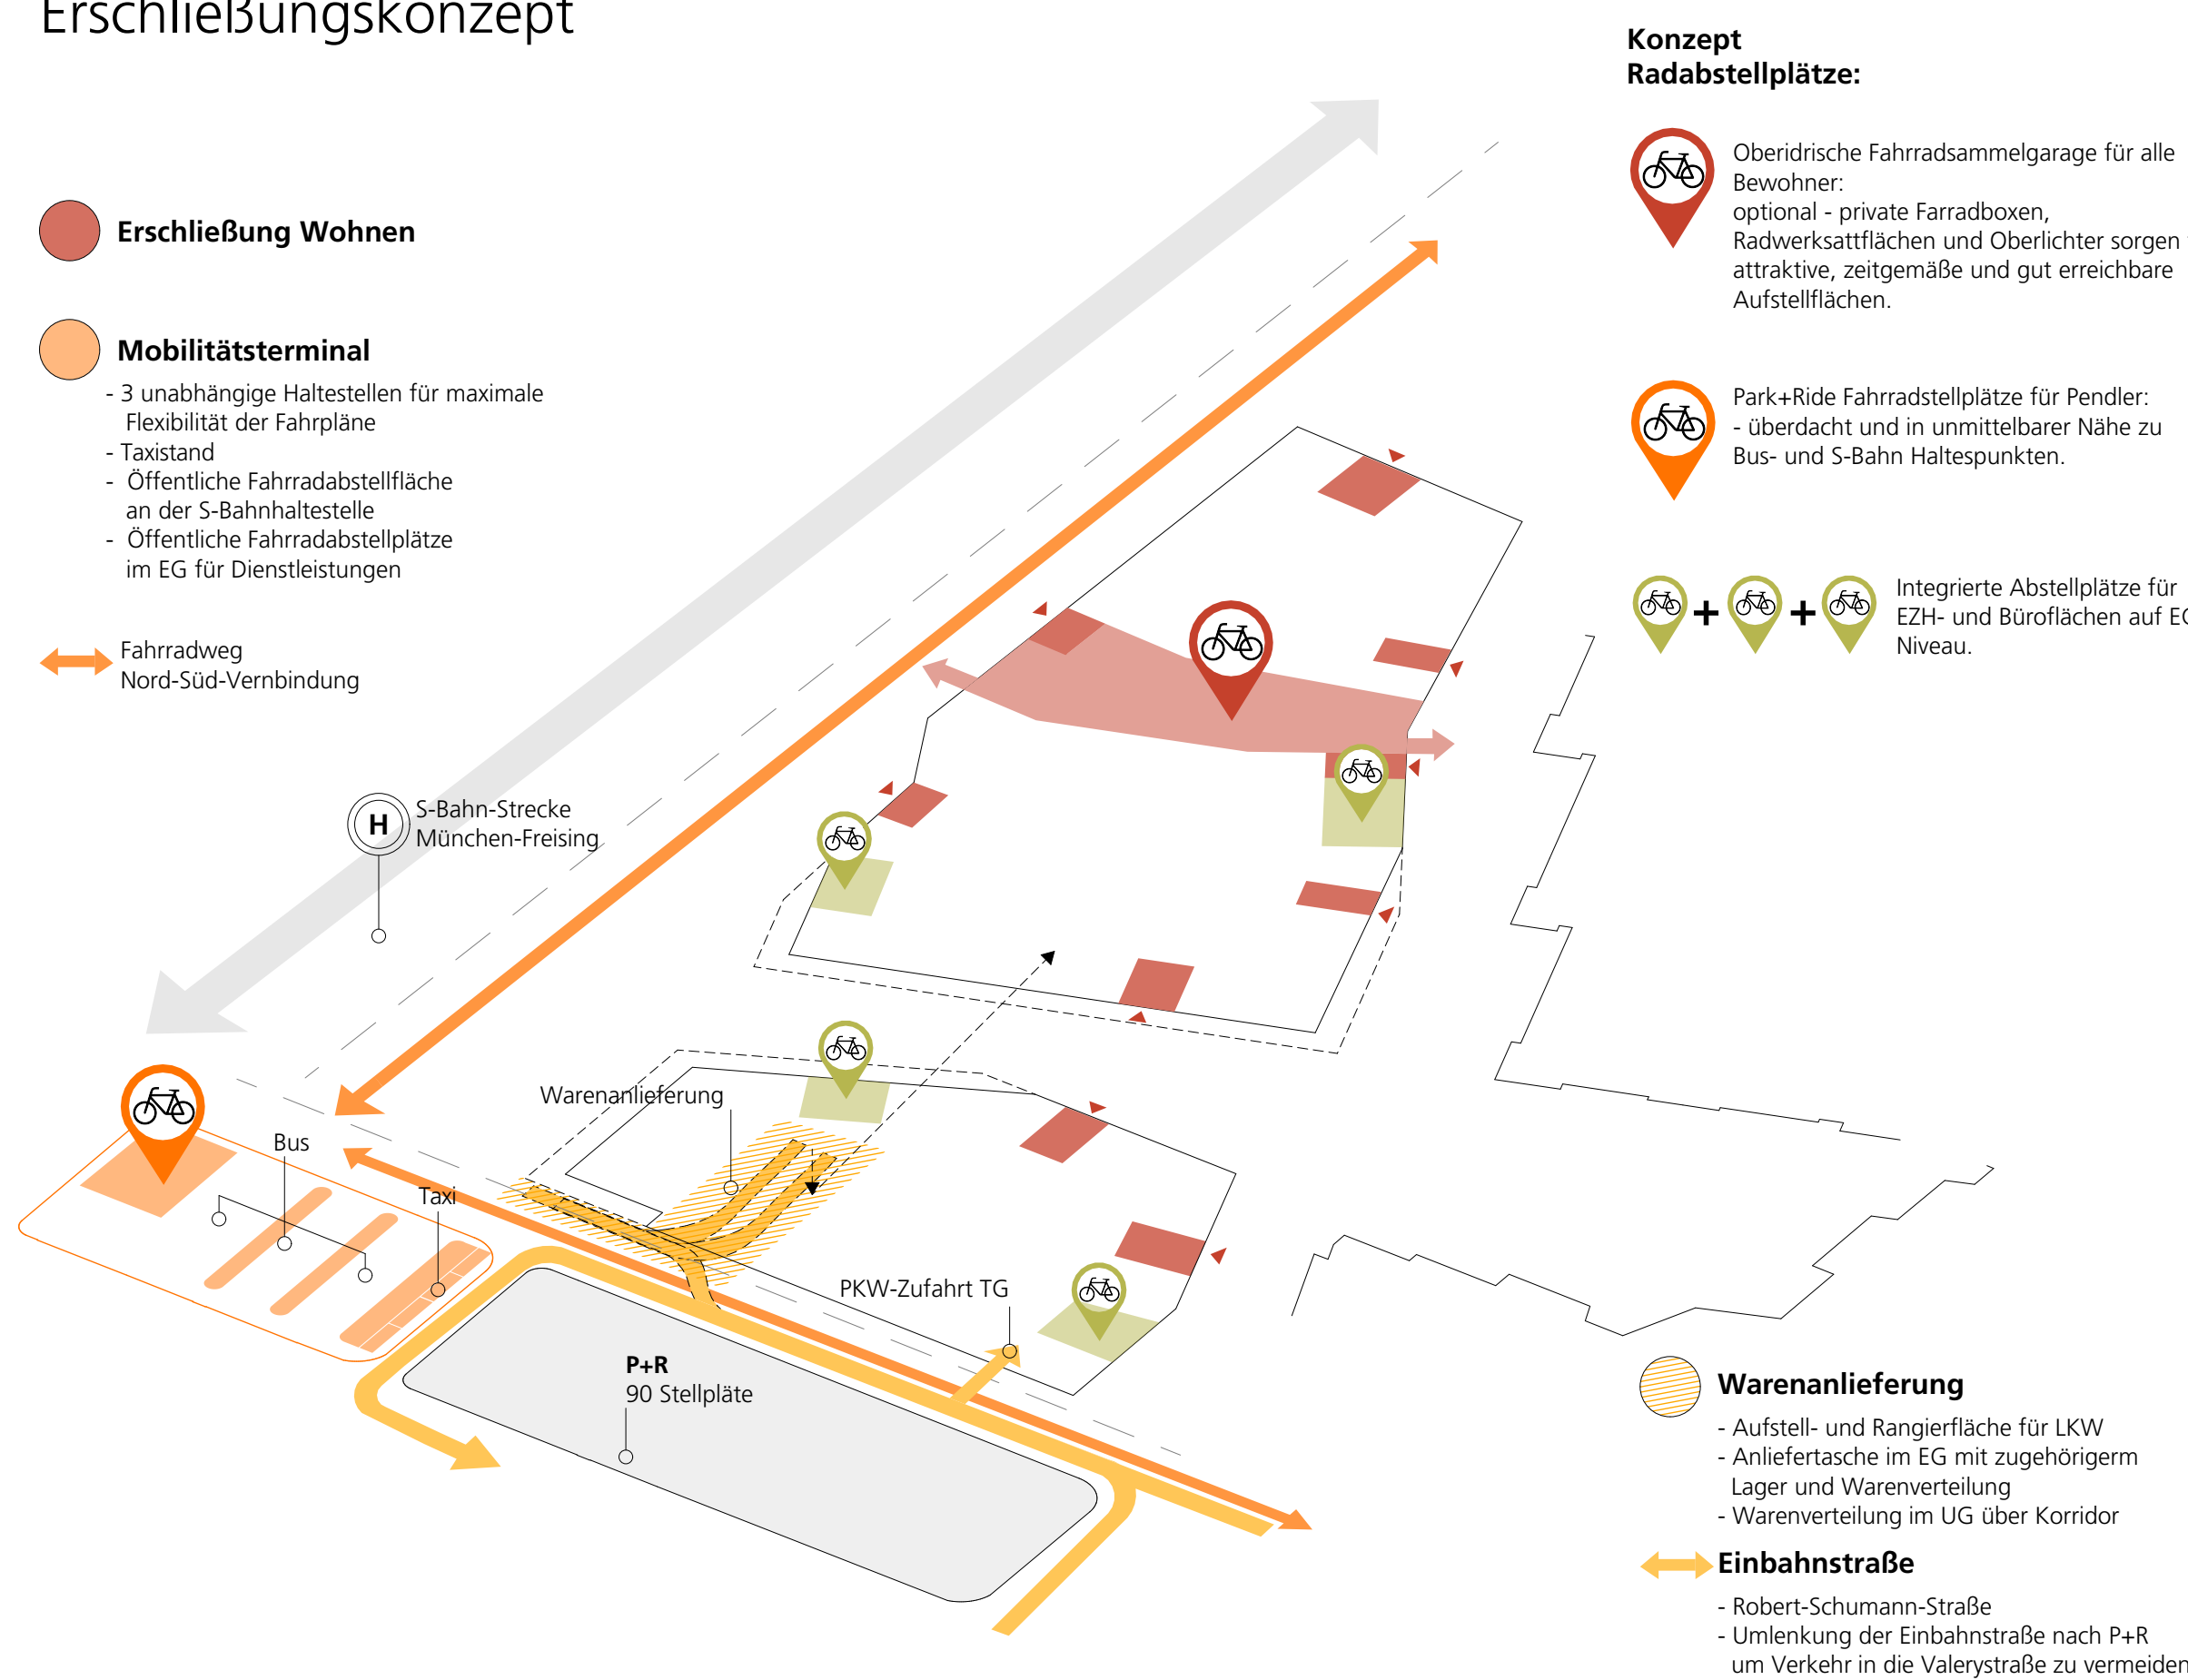 Erschließungskonzept
Erschließung Wohnen
Mobilitätsterminal
- 3 unabhängige Haltestellen für maximale
Flexibilität der Fahrpläne
- Taxistand
- Öffentliche Fahrradabstellfläche
an der S-Bahnhaltestelle
- Öffentliche Fahrradabstellplätze
im EG für Dienstleistungen
Fahrradweg
Nord-Süd-Vernbindung
H
S-Bahn-Strecke
München-Freising
Warenanlieferung
Bus
Taxi
PKW-Zufahrt TG
P+R
90 Stellpläte
Konzept
Radabstellplätze:
Oberidrische Fahrradsammelgarage für alle
Bewohner:
optional - private Farradboxen,
Radwerksattflächen und Oberlichter sorgen
attraktive, zeitgemäße und gut erreichbare
Aufstellflächen.
Park+Ride Fahrradstellplätze für Pendler:
- überdacht und in unmittelbarer Nähe zu
Bus- und S-Bahn Haltespunkten.
+ +
Integrierte Abstellplätze für
EZH- und Büroflächen auf
Niveau.
Warenanlieferung
- Aufstell- und Rangierfläche für LKW
- Anliefertasche im EG mit zugehörigerm
Lager und Warenverteilung
- Warenverteilung im UG über Korridor
Einbahnstraße
- Robert-Schumann-Straße
- Umlenkung der Einbahnstraße nach P+R
um Verkehr in die Valerystraße zu vermeiden